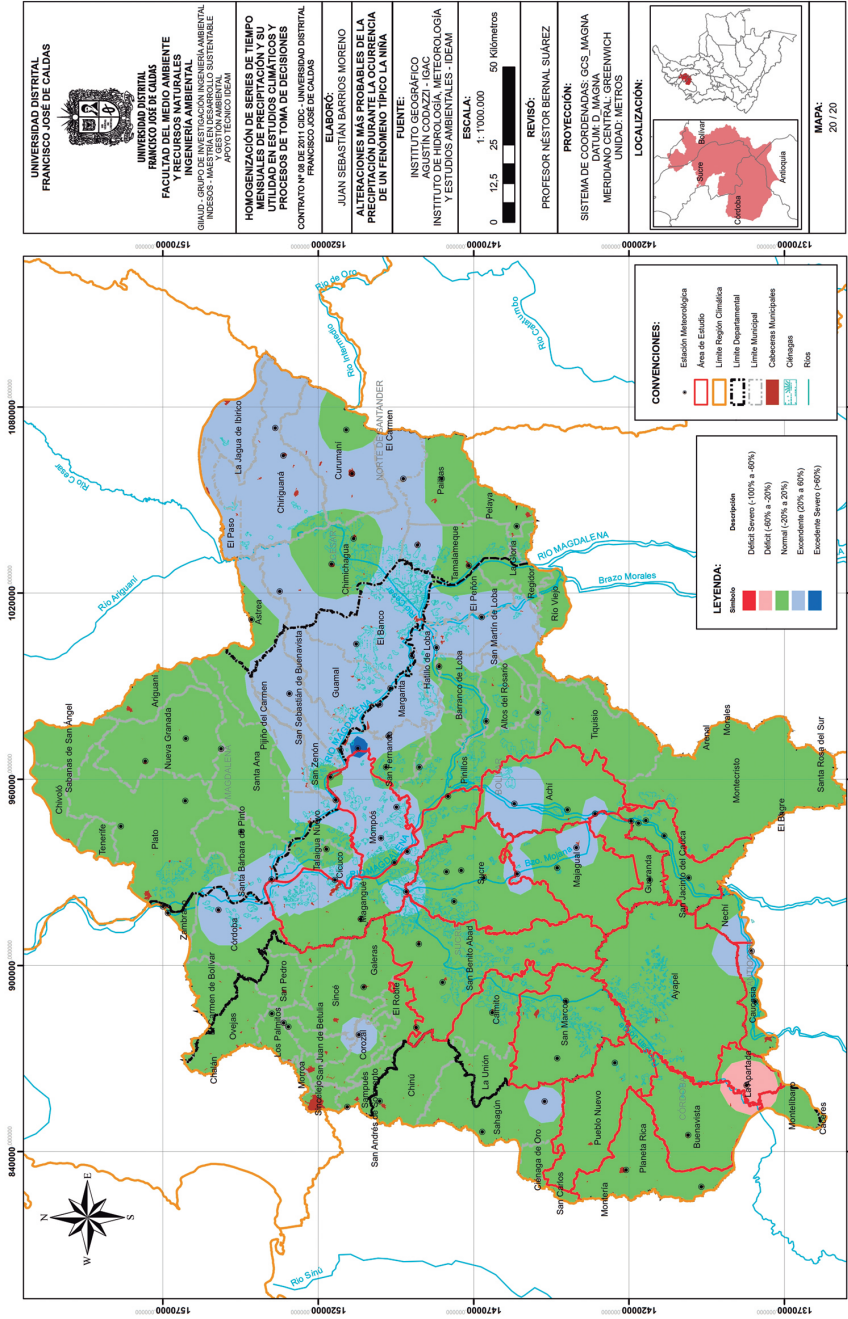 UNIVERSIDAD DISTRITAL
FRANCISCO JOSÉ DE CALDAS
UNIVERSIDAD DISTRITAL
FRANCISCO JOSÉ DE CALDAS
FACULTAD DEL MEDIO AMBIENTE
Y RECURSOS NATURALES
INGENIERÍA AMBIENTAL
GIIAUD - GRUPO DE INVESTIGACIÓN INGENIERÍA AMBIENTAL
INDESOS - MAESTRÍA EN DESARROLLO SUSTENTABLE
Y GESTIÓN AMBIENTAL
APOYO TÉCNICO IDEAM
HOMOGENIZACIÓN DE SERIES DE TIEMPO
MENSUALES DE PRECIPITACIÓN Y SU
UTILIDAD EN ESTUDIOS CLIMÁTICOS Y
PROCESOS DE TOMA DE DECISIONES
CONTRATO N° 08 DE 2011 CIDC - UNIVERSIDAD DISTRITAL
FRANCISCO JOSÉ DE CALDAS
ELABORÓ:
JUAN SEBASTIÁN BARRIOS MORENO
ALTERACIONES MÁS PROBABLES DE LA
PRECIPITACIÓN DURANTE LA OCURRENCIA
DE UN FENÓMENO TÍPICO LA NIÑA
FUENTE:
INSTITUTO GEOGRÁFICO
AGUSTÍN CODAZZI - IGAC
INSTITUTO DE HIDROLOGÍA, METEOROLOGÍA
Y ESTUDIOS AMBIENTALES - IDEAM
ESCALA:
1: 1'000.000
0 12,5 25 50 Kilómetros
REVISÓ:
PROFESOR NÉSTOR BERNAL SUÁREZ
PROYECCIÓN:
SISTEMA DE COORDENADAS: GCS_MAGNA
DATUM: D_MAGNA
MERIDIANO CENTRAL: GREENWICH
UNIDAD: METROS
LOCALIZACIÓN:
Sucre
Bolívar
Córdoba
Antioquia
MAPA:
20 / 20
CONVENCIONES:
Estación Meteorológica
Área de Estudio
Límite Región Climática
Límite Departamental
Límite Municipal
Cabeceras Municipales
Ciénagas
Ríos
LEYENDA:
Símbolo Descripción
Déficit Severo (-100% a -60%)
Déficit (-60% a -20%)
Normal (-20% a 20%)
Excendente (20% a 60%)
Excedente Severo (>60%)
N
W E
S
840000 900000 960000 1020000 1080000
1570000
1520000
1470000
1420000
1370000
Río Sinú
Río Ariguaní
Río Cesar
Río Intermedio
Río de Oro
Río Catatumbo
RIO MAGDALENA
Brazo Morales
Bzo. Mojana
Chivoló
Sabanas de San Ángel
Tenerife
Plato
Ariguaní
Nueva Granada
MAGDALENA
Santa Ana
Pijiño del Carmen
San Sebastián de Buenavista
Santa Bárbara de Pinto
San Zenón
Guamal
El Banco
Astrea
El Paso
La Jagua de Ibirico
Chiriguaná
Chimichagua
Curumaní
NORTE DE SANTANDER
El Carmen
Pailitas
Tamalameque
Pelaya
La Gloria
Regidor
El Peñón
Río Viejo
San Martín de Loba
Hatillo de Loba
Barranco de Loba
Altos del Rosario
Margarita
San Fernando
Pinillos
Tiquisio
Arenal
Morales
Montecristo
Santa Rosa del Sur
El Bagre
Achí
Mompós
Talaigua Nuevo
Cicuco
Magangué
Zambrano
Córdoba
El Carmen de Bolívar
San Pedro
Ovejas
Los Palmitos
Chalán
Morroa
Sincelejo
San Juan de Betulia
Sincé
Corozal
Galeras
El Roble
Sampués
San Andrés de Sotavento
Chinú
La Unión
Sahagún
Caimito
San Benito Abad
San Marcos
Sucre
Majagual
Guaranda
San Jacinto del Cauca
Nechí
Ayapel
Caucasia
La Apartada
Montelíbano
Cáceres
Buenavista
Planeta Rica
Pueblo Nuevo
Montería
San Carlos
Ciénaga de Oro